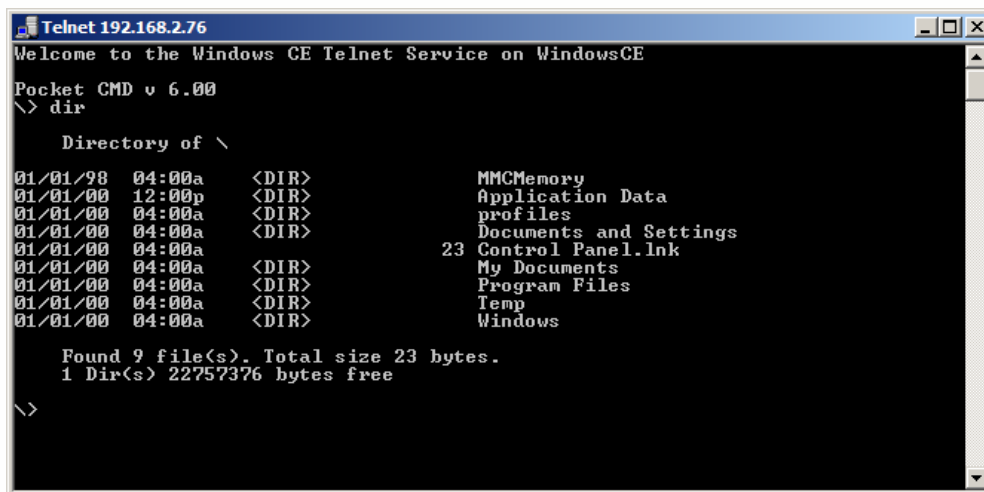 Telnet 192.168.2.76
Welcome to the Windows CE Telnet Service on WindowsCE
Pocket CMD v 6.00
\> dir
Directory of \
01/01/98 04:00a <DIR> MMCMemory
01/01/00 12:00p <DIR> Application Data
01/01/00 04:00a <DIR> profiles
01/01/00 04:00a <DIR> Documents and Settings
01/01/00 04:00a 23 Control Panel.lnk
01/01/00 04:00a <DIR> My Documents
01/01/00 04:00a <DIR> Program Files
01/01/00 04:00a <DIR> Temp
01/01/00 04:00a <DIR> Windows
Found 9 file(s). Total size 23 bytes.
1 Dir(s) 22757376 bytes free
\>